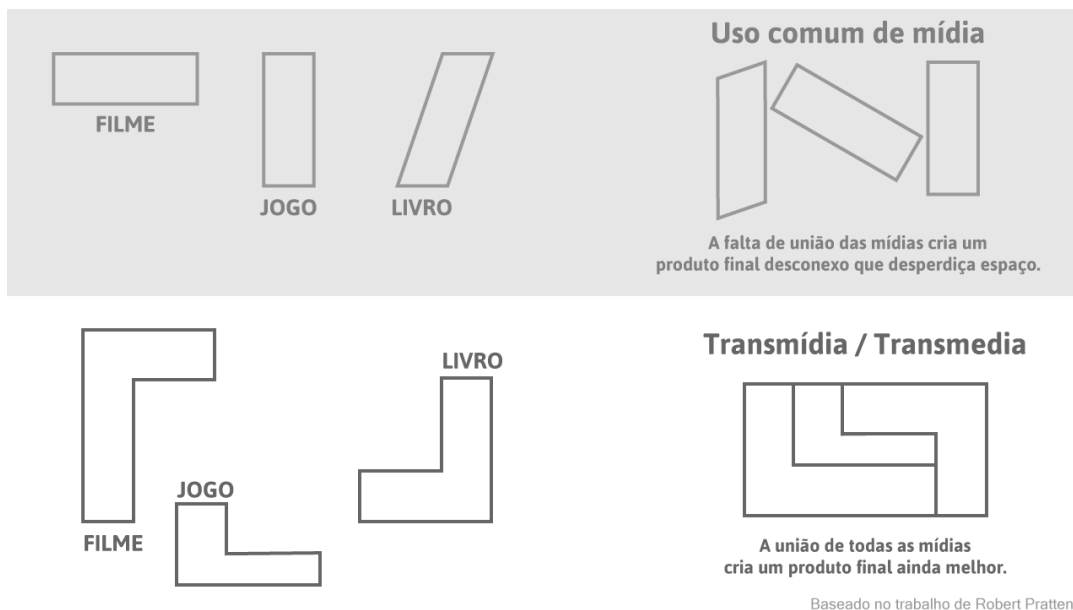 Uso comum de mídia
FILME
JOGO
LIVRO
A falta de união das mídias cria um
produto final desconexo que desperdiça espaço.
Transmídia / Transmedia
LIVRO
JOGO
FILME
A união de todas as mídias
cria um produto final ainda melhor.
Baseado no trabalho de Robert Pratten